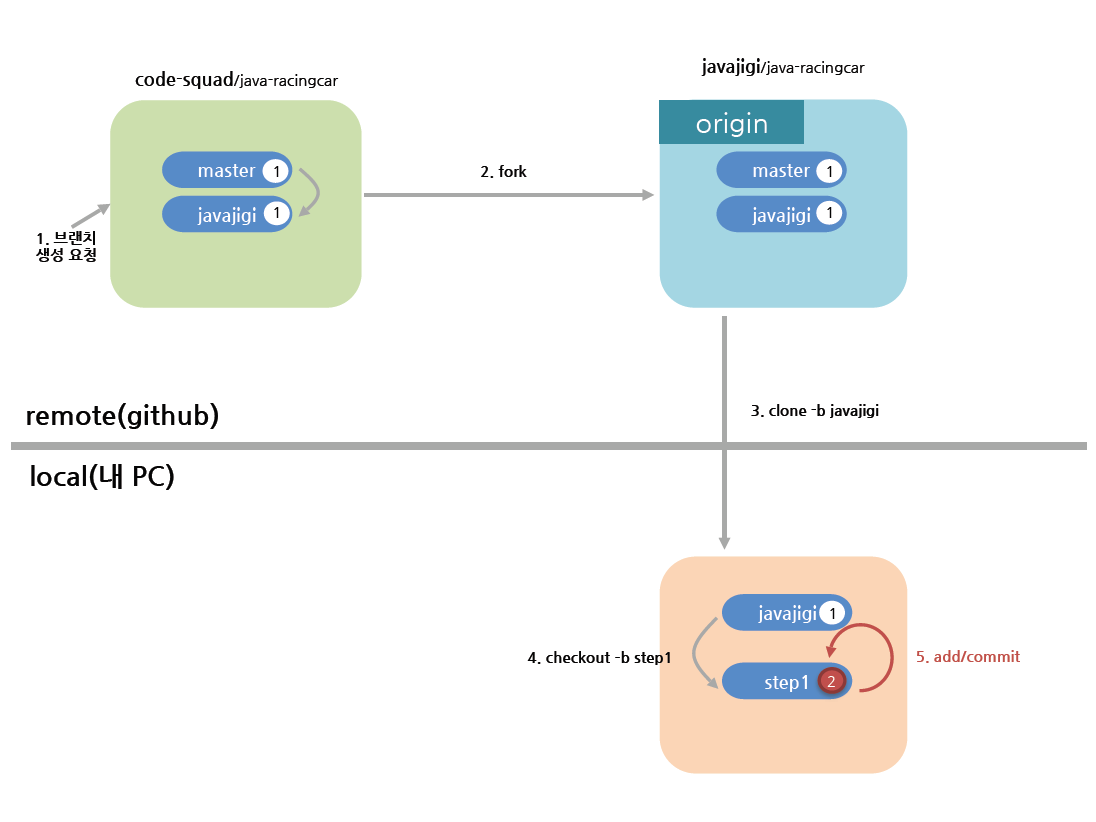 code-squad/java-racingcar
javajigi/java-racingcar
origin
master 1
javajigi 1
master 1
javajigi 1
1. 브랜치
생성 요청
2. fork
remote(github)
3. clone -b javajigi
local(내 PC)
javajigi 1
4. checkout -b step1
step1 2
5. add/commit